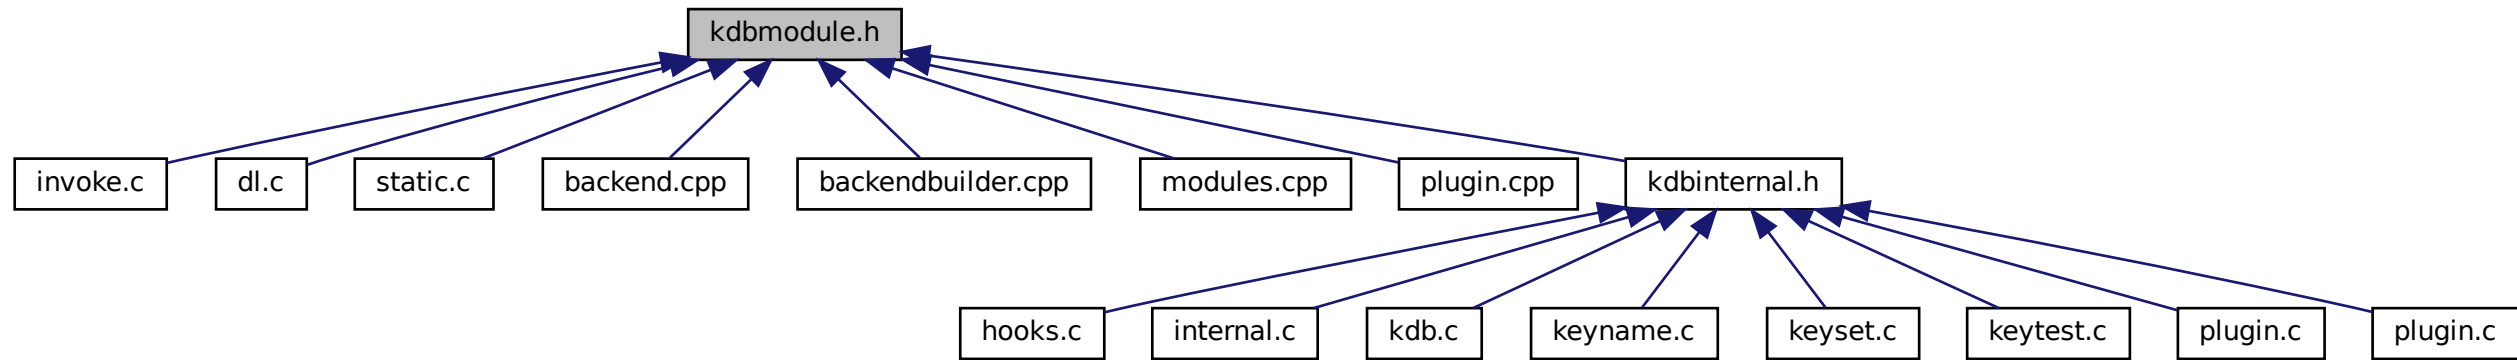 kdbmodule.h
invoke.c
dl.c
static.c
backend.cpp
backendbuilder.cpp
modules.cpp
plugin.cpp
kdbinternal.h
hooks.c
internal.c
kdb.c
keyname.c
keyset.c
keytest.c
plugin.c
plugin.c